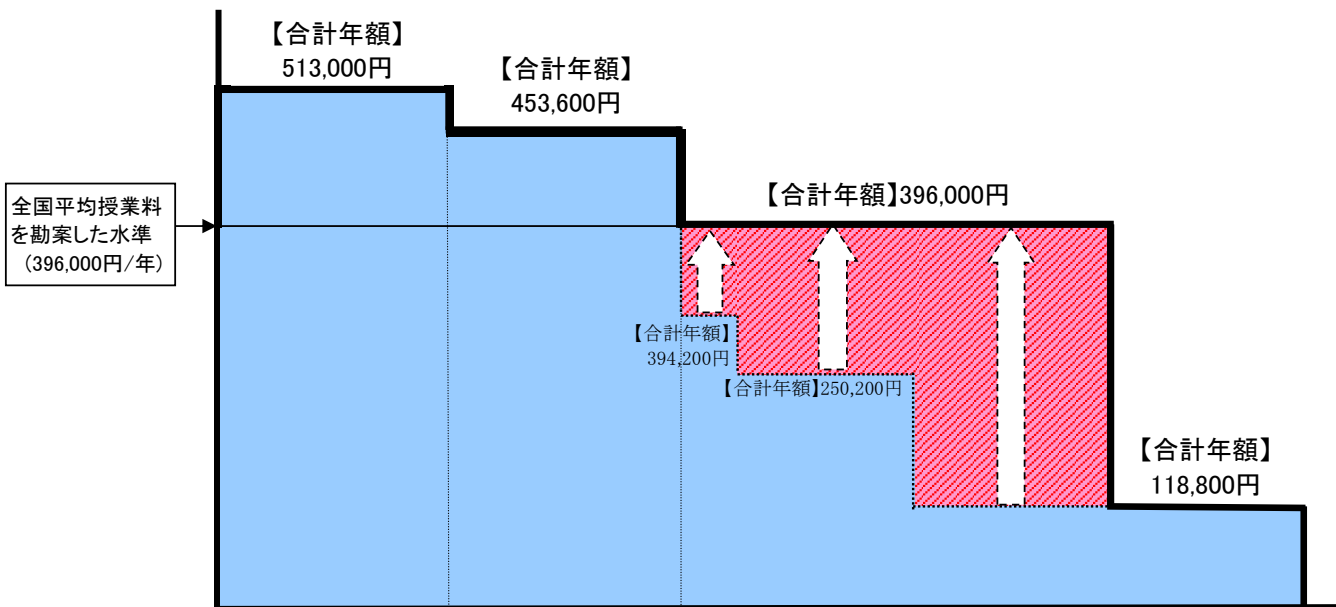 【合計年額】
513,000円
【合計年額】
453,600円
全国平均授業料
を勘案した水準
（396,000円/年）
【合計年額】396,000円
【合計年額】
394,200円
【合計年額】250,200円
【合計年額】
118,800円